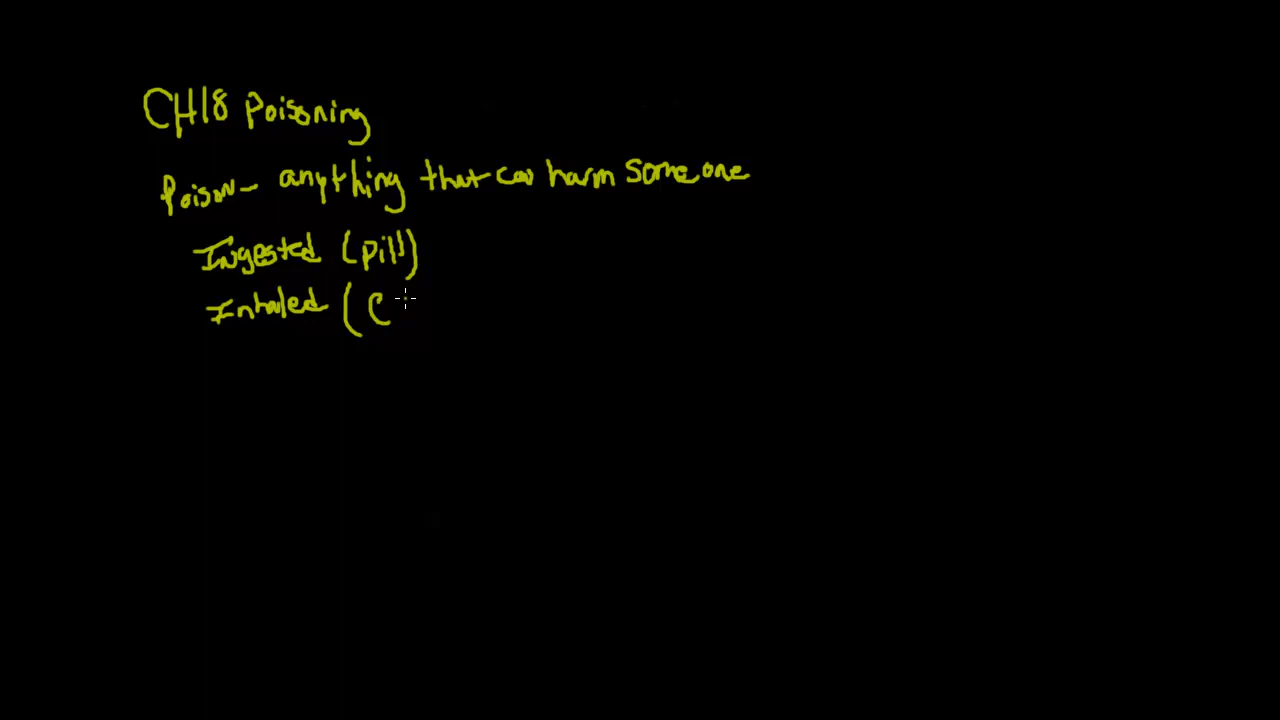 CH18 Poisoning
Poison- anything that can harm someone
Ingested (pill)
Inhaled (C